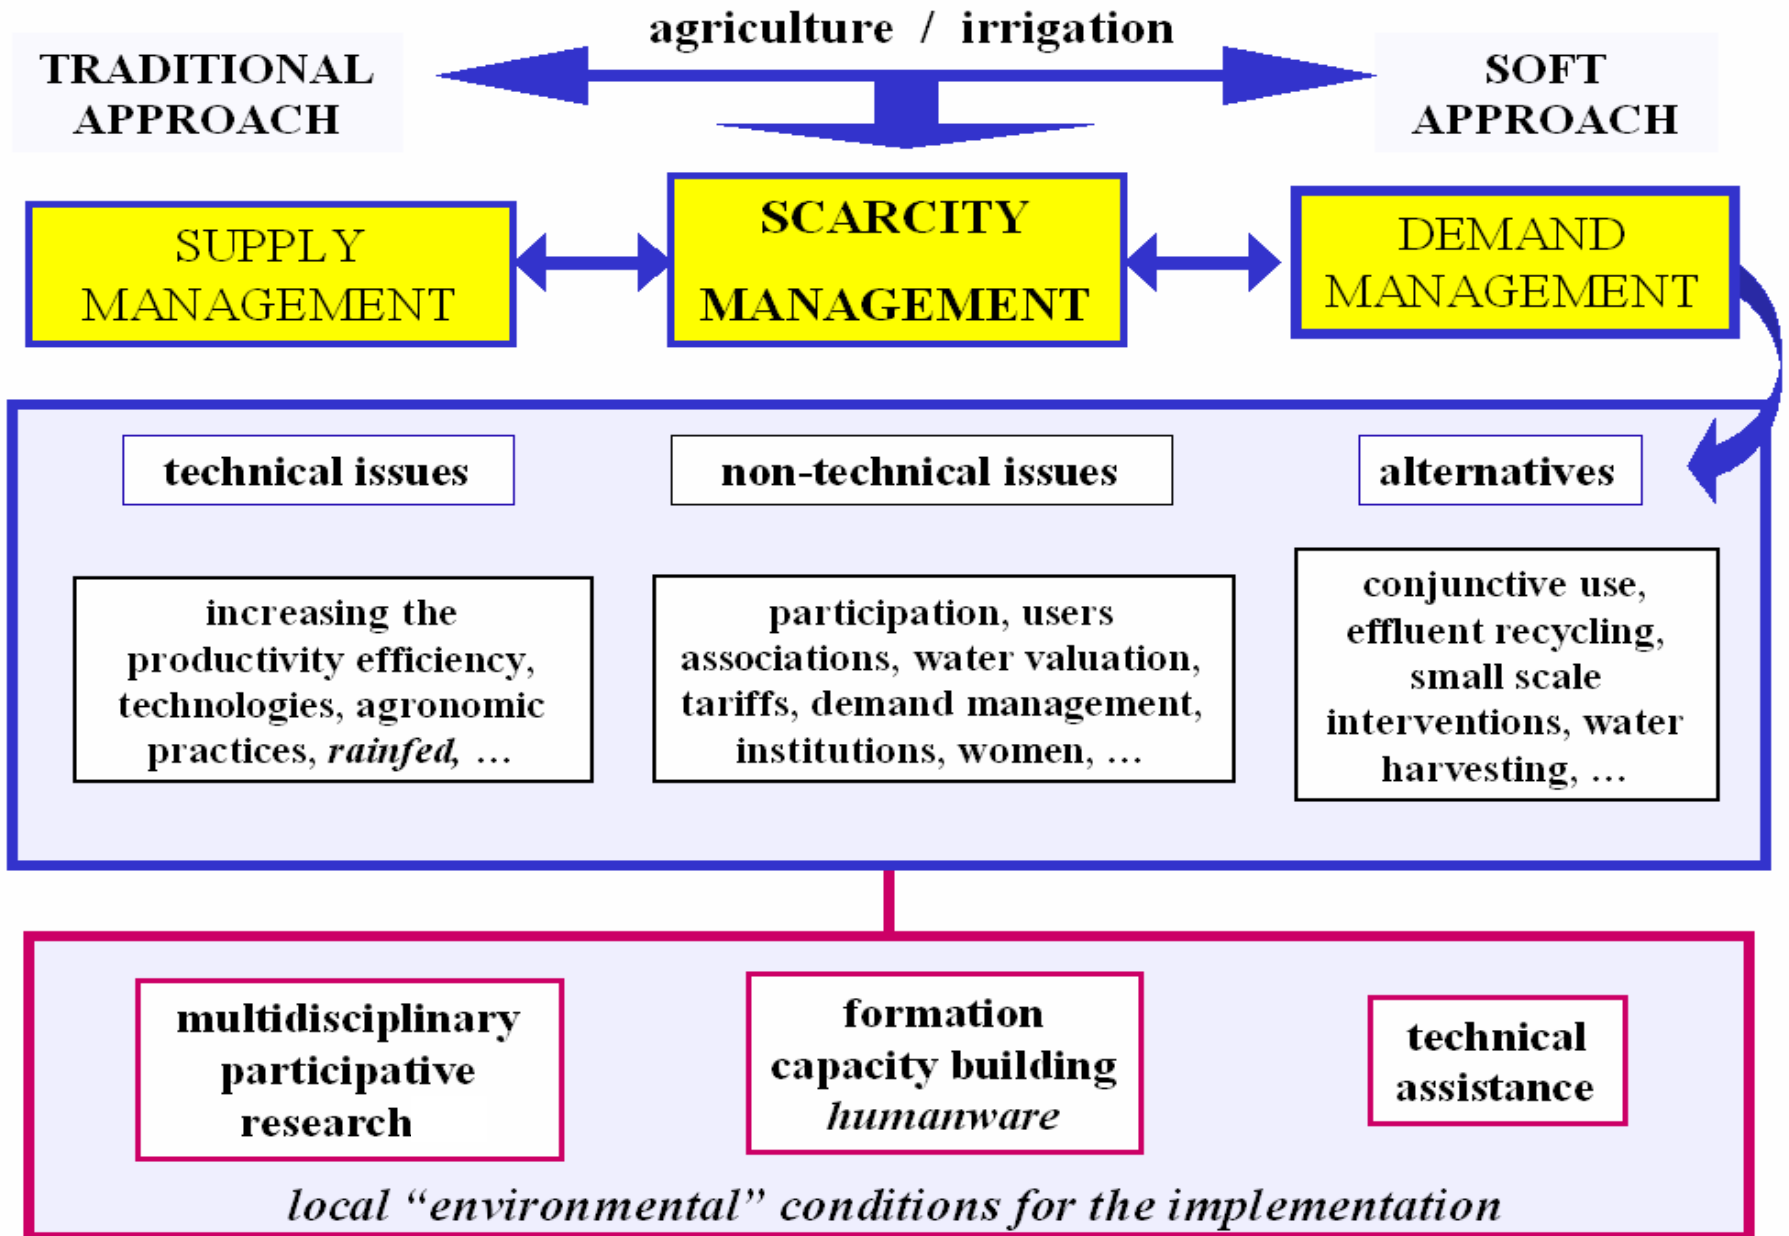 agriculture / irrigation
TRADITIONAL
APPROACH
SOFT
APPROACH
SUPPLY
MANAGEMENT
SCARCITY
MANAGEMENT
DEMAND
MANAGEMENT
technical issues
non-technical issues
alternatives
increasing the
productivity efficiency,
technologies, agronomic
practices, rainfed, …
participation, users
associations, water valuation,
tariffs, demand management,
institutions, women, …
conjunctive use,
effluent recycling,
small scale
interventions, water
harvesting, …
multidisciplinary
participative
research
formation
capacity building
humanware
technical
assistance
local “environmental” conditions for the implementation